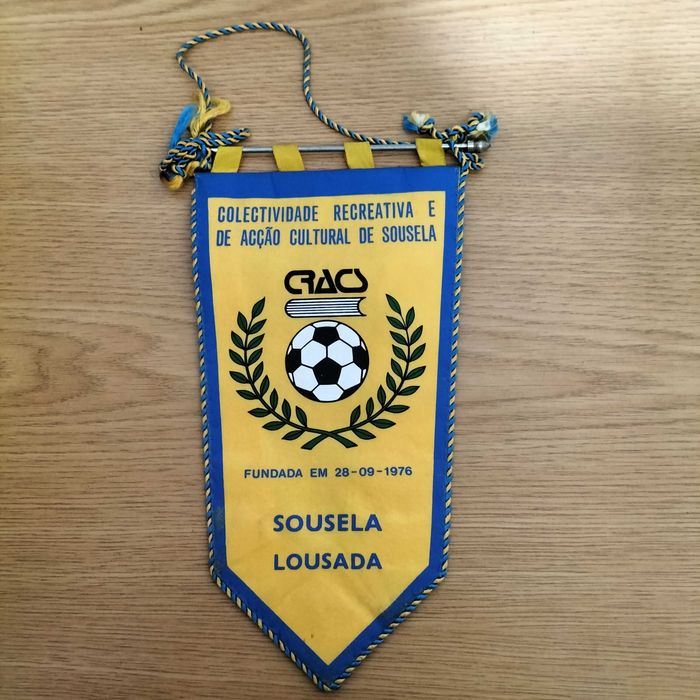 COLECTIVIDADE RECREATIVA E
DE ACÇÃO CULTURAL DE SOUSELA
CRACS
FUNDADA EM 28-09-1976
SOUSELA
LOUSADA